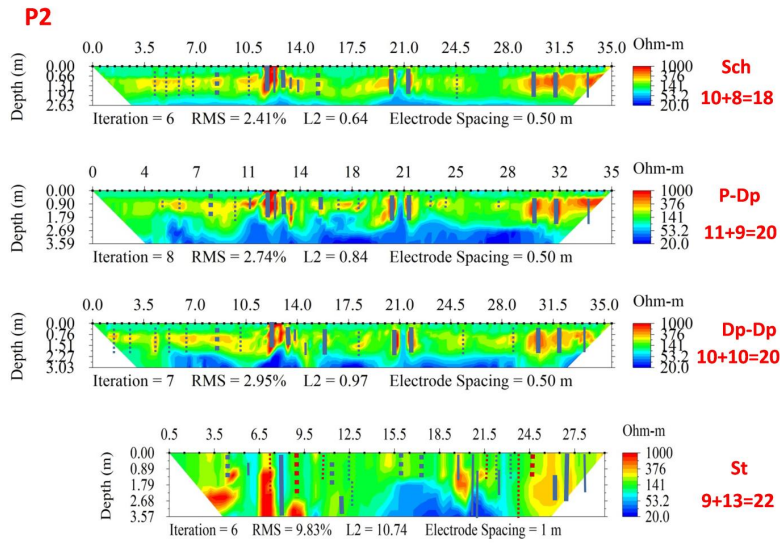 P2
0.0 3.5 7.0 10.5 14.0 17.5 21.0 24.5 28.0 31.5 35.0
Ohm-m
Depth (m)
0.00
0.66
1.31
1.97
2.63
1000
376
141
53.2
20.0
Sch
10+8=18
Iteration = 6 RMS = 2.41% L2 = 0.64 Electrode Spacing = 0.50 m
0 4 7 11 14 18 21 25 28 32 35
Ohm-m
Depth (m)
0.00
0.90
1.79
2.69
3.59
1000
376
141
53.2
20.0
P-Dp
11+9=20
Iteration = 8 RMS = 2.74% L2 = 0.84 Electrode Spacing = 0.50 m
0.0 3.5 7.0 10.5 14.0 17.5 21.0 24.5 28.0 31.5 35.0
Ohm-m
Depth (m)
0.00
0.76
1.51
2.27
3.03
1000
376
141
53.2
20.0
Dp-Dp
10+10=20
Iteration = 7 RMS = 2.95% L2 = 0.97 Electrode Spacing = 0.50 m
0.5 3.5 6.5 9.5 12.5 15.5 18.5 21.5 24.5 27.5
Ohm-m
Depth (m)
0.00
0.89
1.79
2.68
3.57
1000
376
141
53.2
20.0
St
9+13=22
Iteration = 6 RMS = 9.83% L2 = 10.74 Electrode Spacing = 1 m